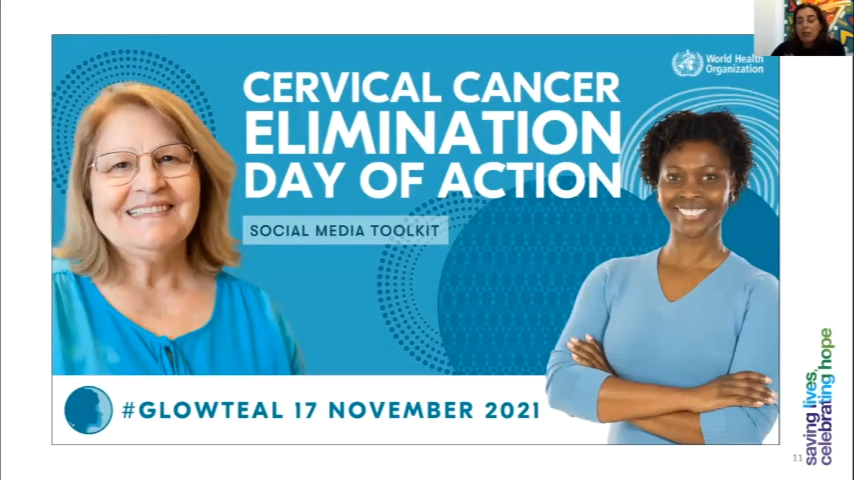 World Health
Organization
CERVICAL CANCER
ELIMINATION
DAY OF ACTION
SOCIAL MEDIA TOOLKIT
#GLOWTEAL 17 NOVEMBER 2021
saving lives,
celebrating hope
11